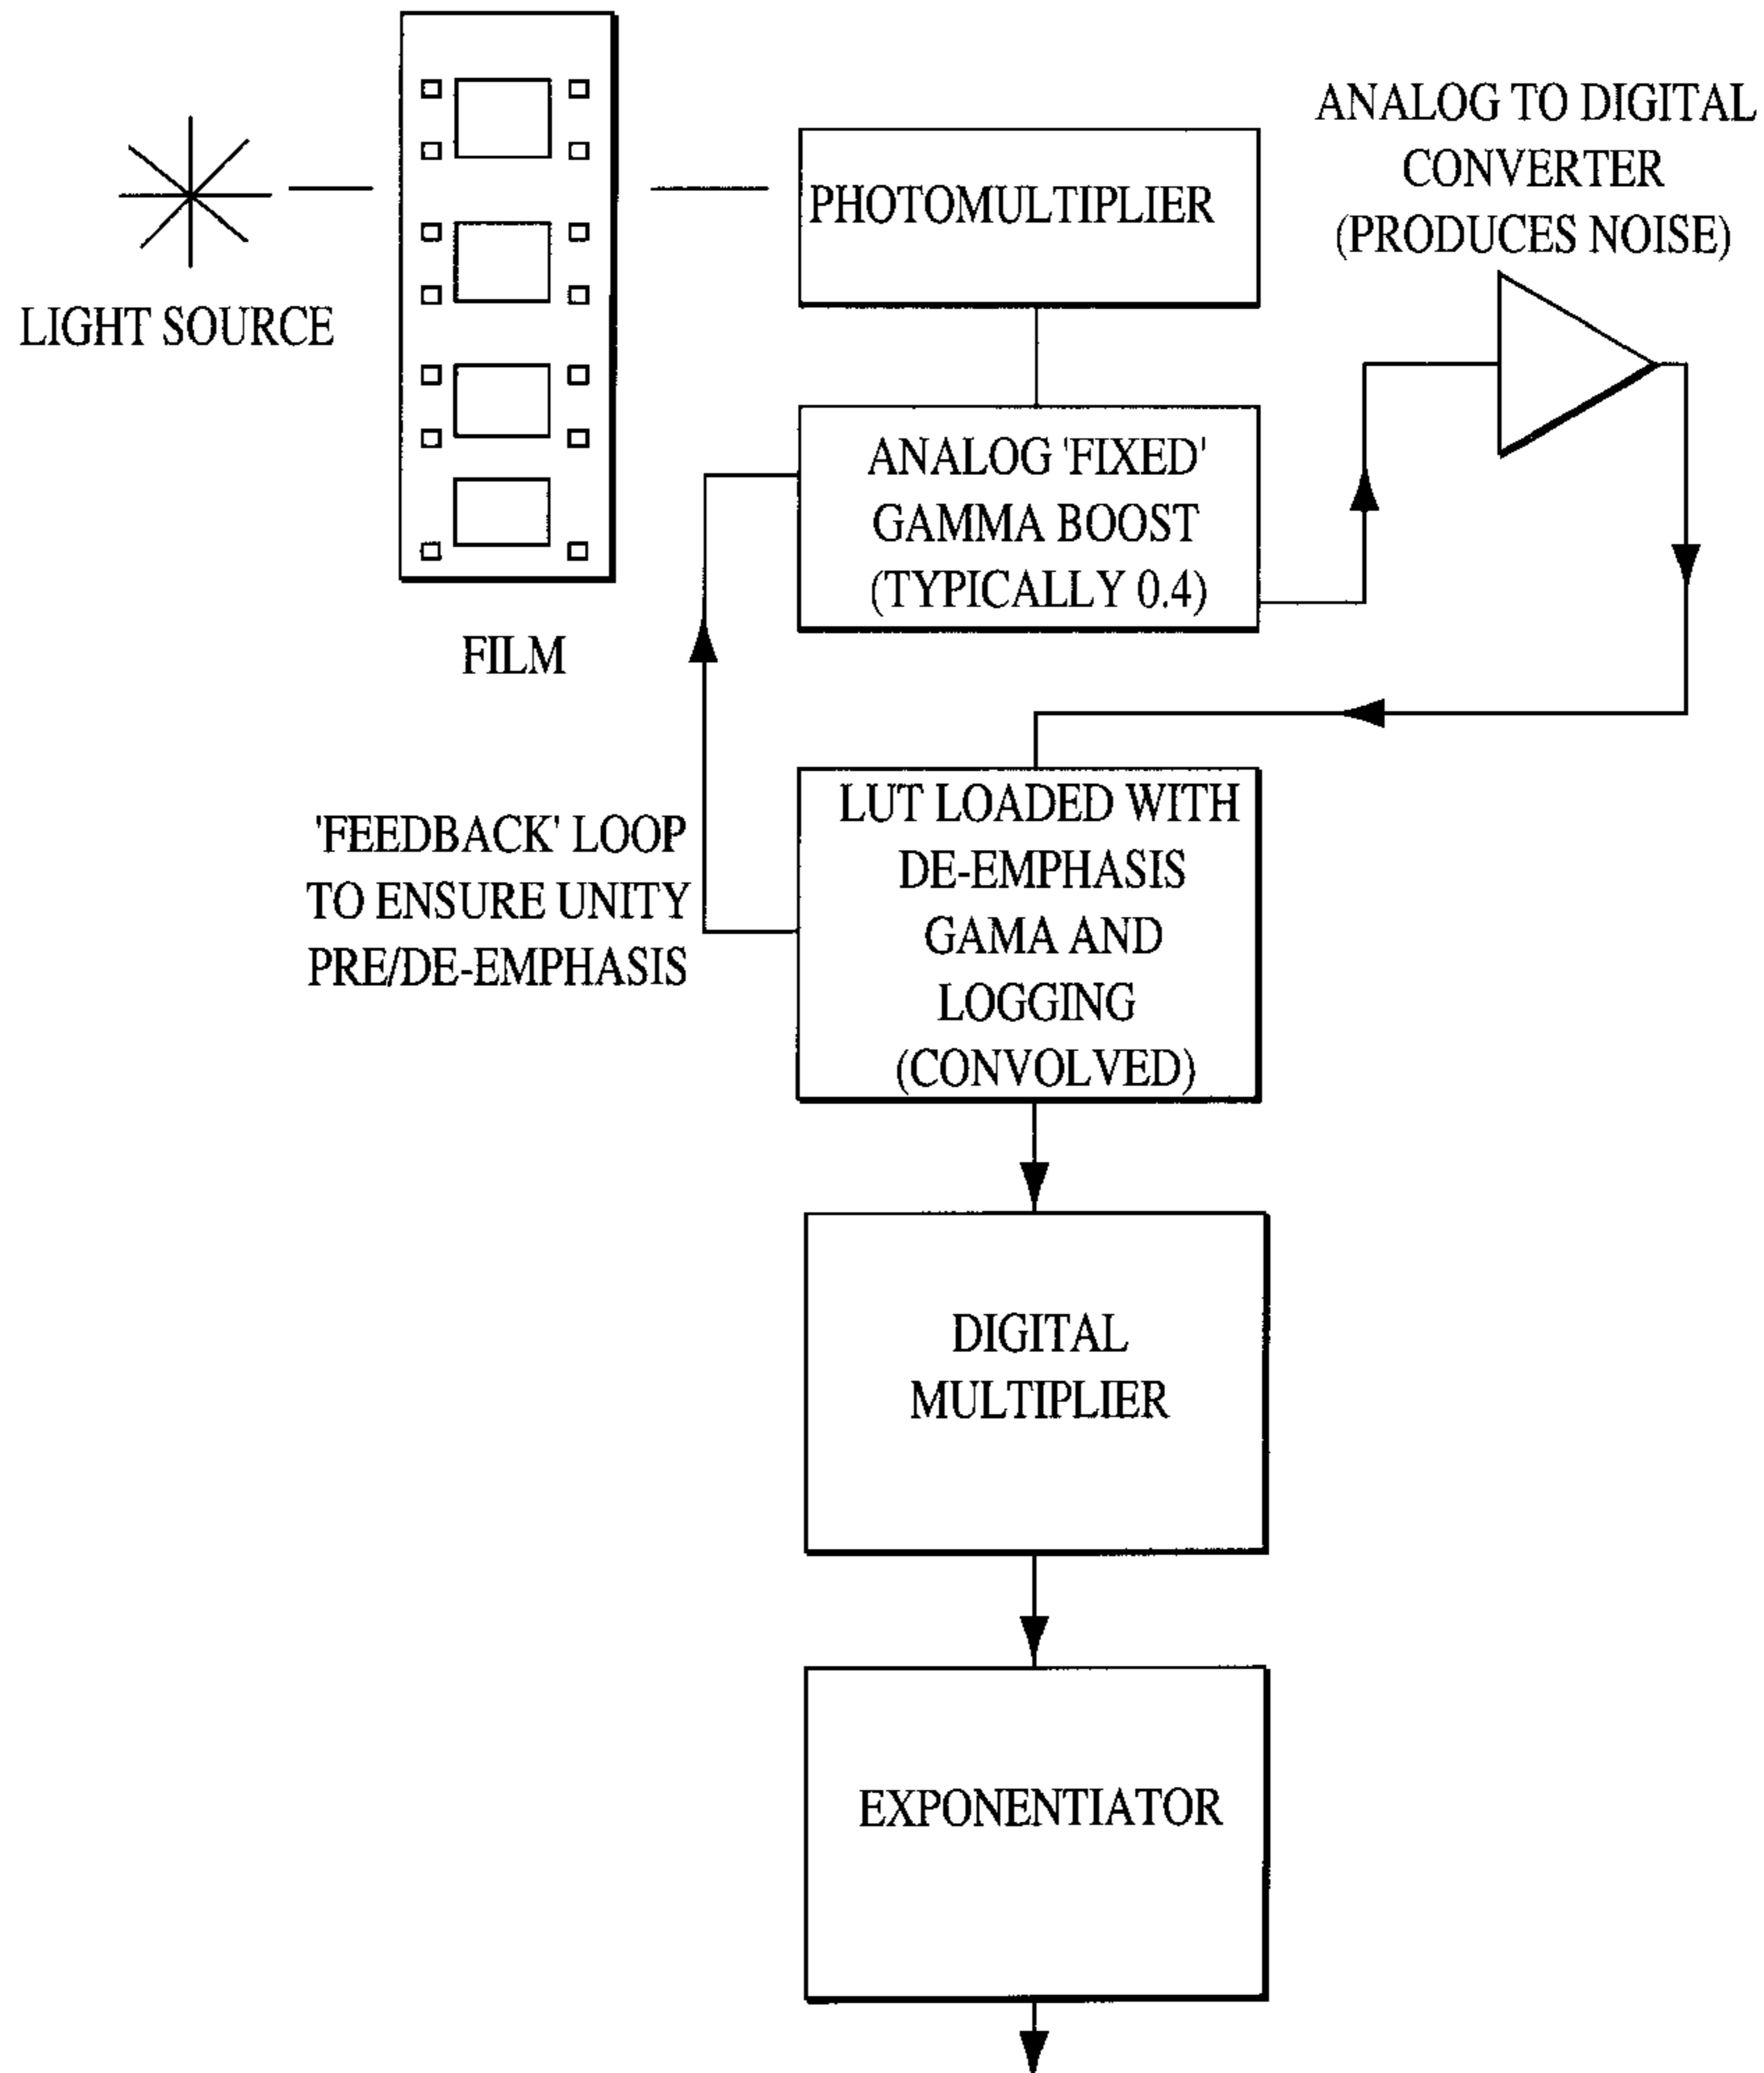 LIGHT SOURCE
FILM
PHOTOMULTIPLIER
ANALOG TO DIGITAL
CONVERTER
(PRODUCES NOISE)
ANALOG 'FIXED'
GAMMA BOOST
(TYPICALLY 0.4)
'FEEDBACK' LOOP
TO ENSURE UNITY
PRE/DE-EMPHASIS
LUT LOADED WITH
DE-EMPHASIS
GAMA AND
LOGGING
(CONVOLVED)
DIGITAL
MULTIPLIER
EXPONENTIATOR